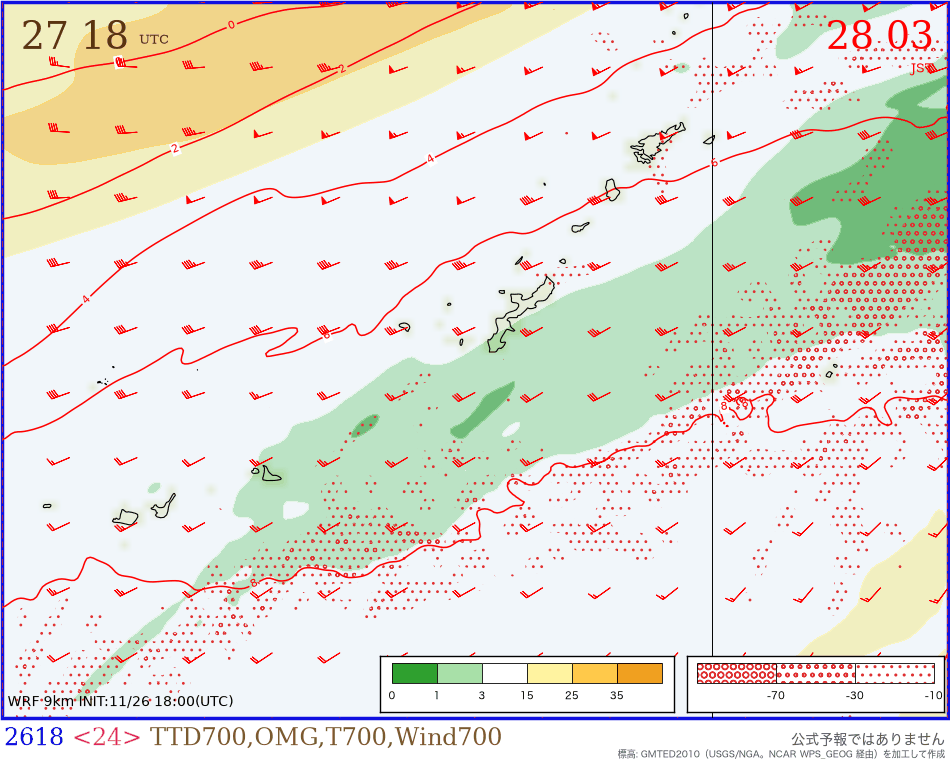 27 18 UTC
28 03
JST
0
0
2
2
4
4
6
6
8
8
8
0 1 3 15 25 35
-70 -30 -10
WRF 9km INIT:11/26 18:00(UTC)
2618 <24> TTD700,OMG,T700,Wind700
公式予報ではありません
標高: GMTED2010（USGS/NGA。NCAR WPS_GEOG 経由）を加工して作成